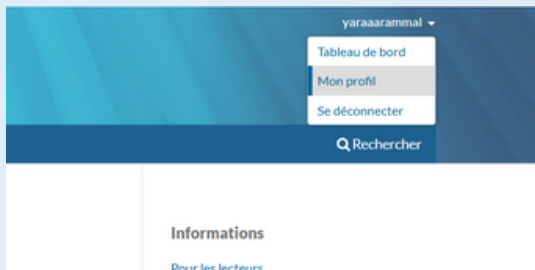 yaraaarammal
Tableau de bord
Mon profil
Se déconnecter
Rechercher
Informations
Pour les lecteurs